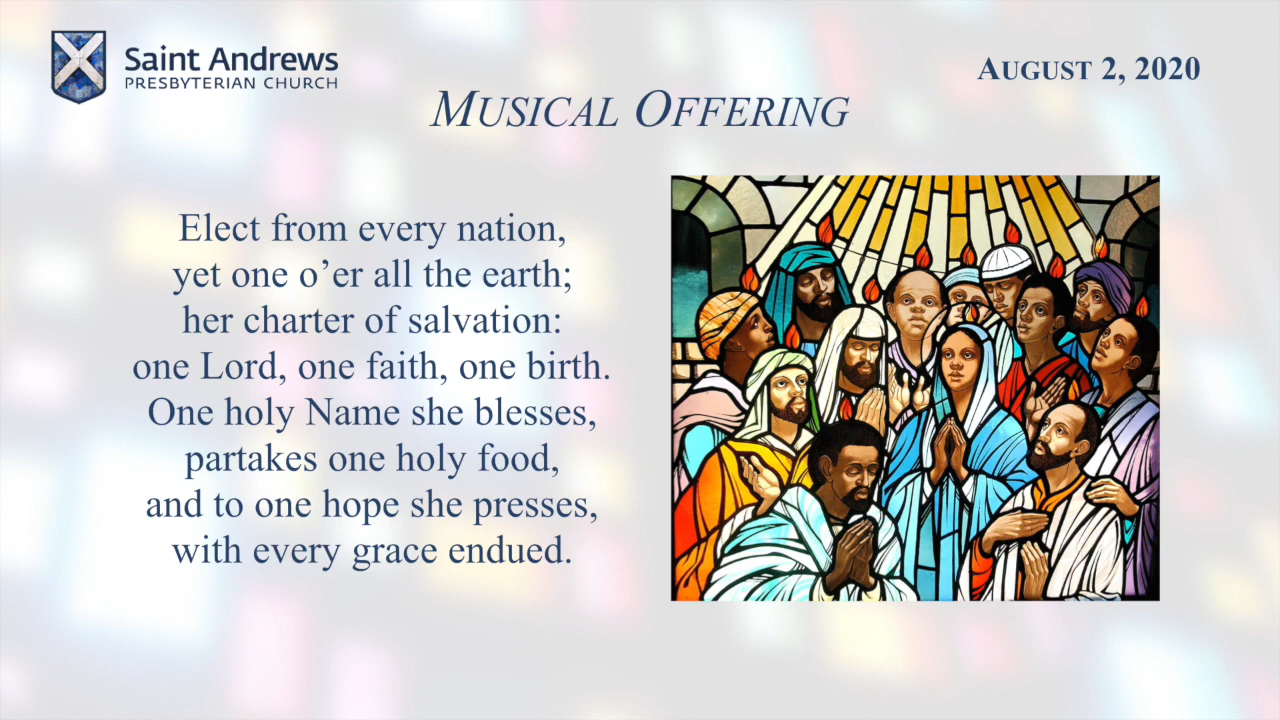 Saint Andrews
PRESBYTERIAN CHURCH
AUGUST 2, 2020
MUSICAL OFFERING
Elect from every nation,
yet one o’er all the earth;
her charter of salvation:
one Lord, one faith, one birth.
One holy Name she blesses,
partakes one holy food,
and to one hope she presses,
with every grace endued.